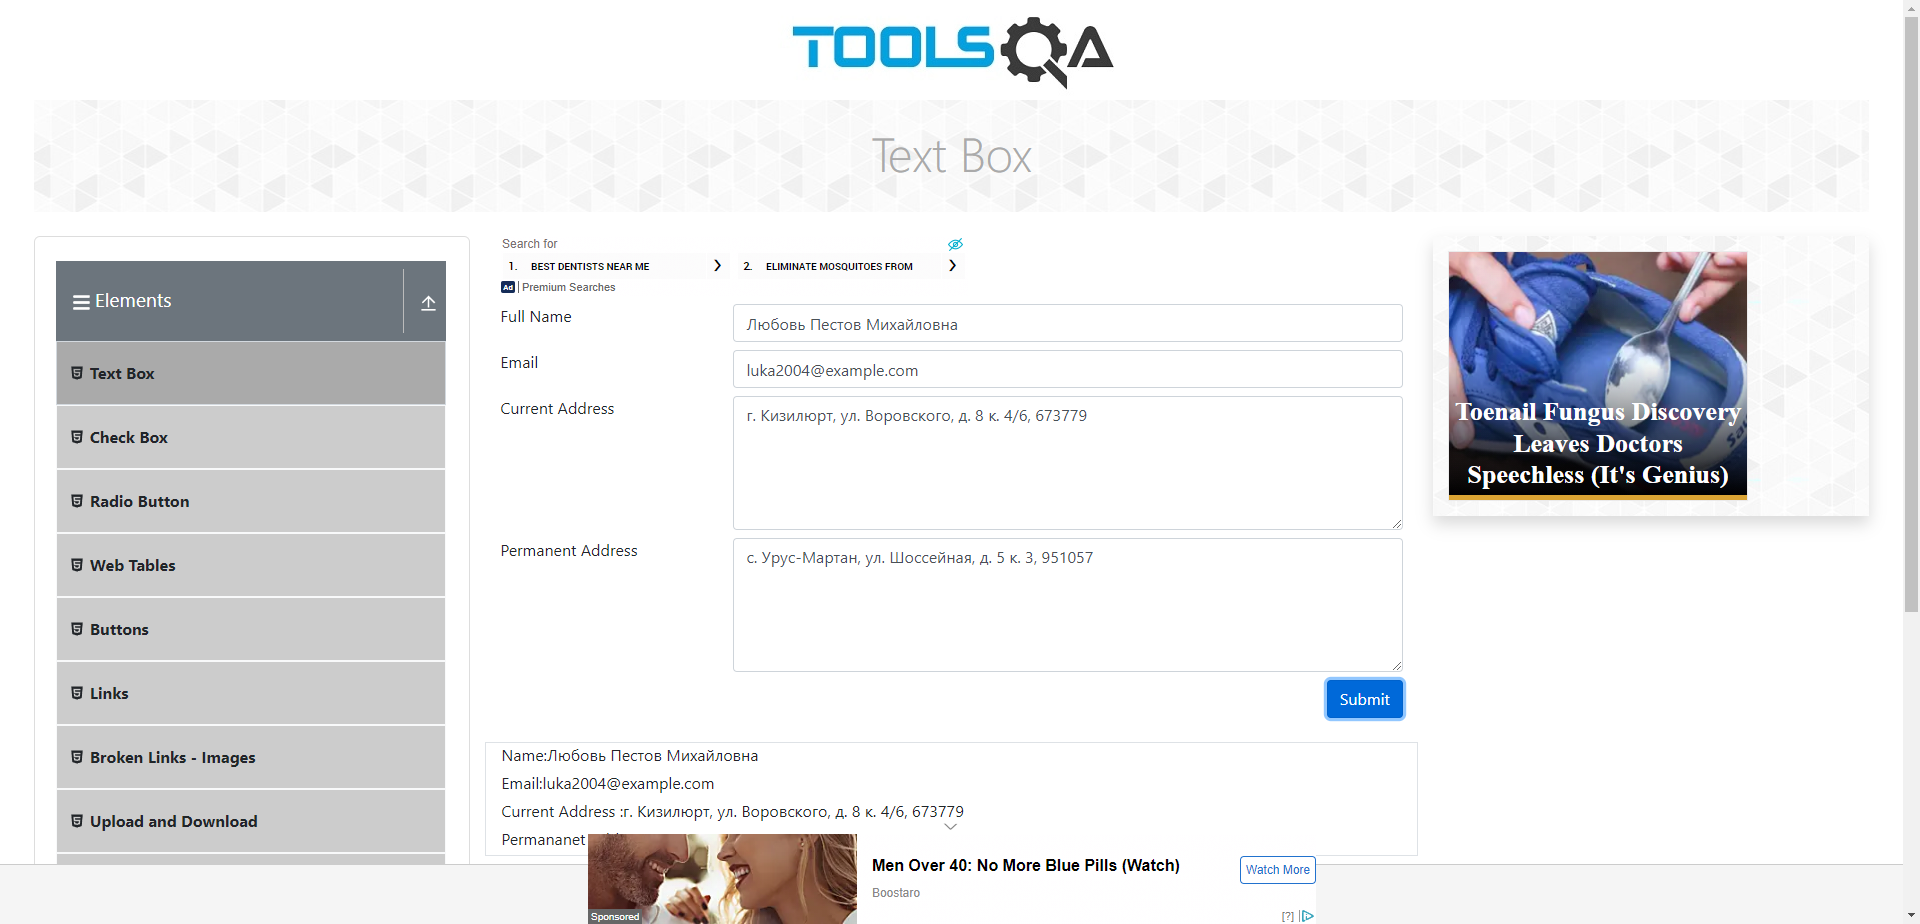 TOOLSQA
Text Box
Elements
Text Box
Check Box
Radio Button
Web Tables
Buttons
Links
Broken Links - Images
Upload and Download
Search for
1. BEST DENTISTS NEAR ME
2. ELIMINATE MOSQUITOES FROM
Ad | Premium Searches
Full Name
Любовь Пестов Михайловна
Email
luka2004@example.com
Current Address
г. Кизилюрт, ул. Воровского, д. 8 к. 4/6, 673779
Permanent Address
с. Урус-Мартан, ул. Шоссейная, д. 5 к. 3, 951057
Submit
Name:Любовь Пестов Михайловна
Email:luka2004@example.com
Current Address :г. Кизилюрт, ул. Воровского, д. 8 к. 4/6, 673779
Permananet
Toenail Fungus Discovery
Leaves Doctors
Speechless (It's Genius)
Men Over 40: No More Blue Pills (Watch)
Boostaro
Watch More
Sponsored
[?]